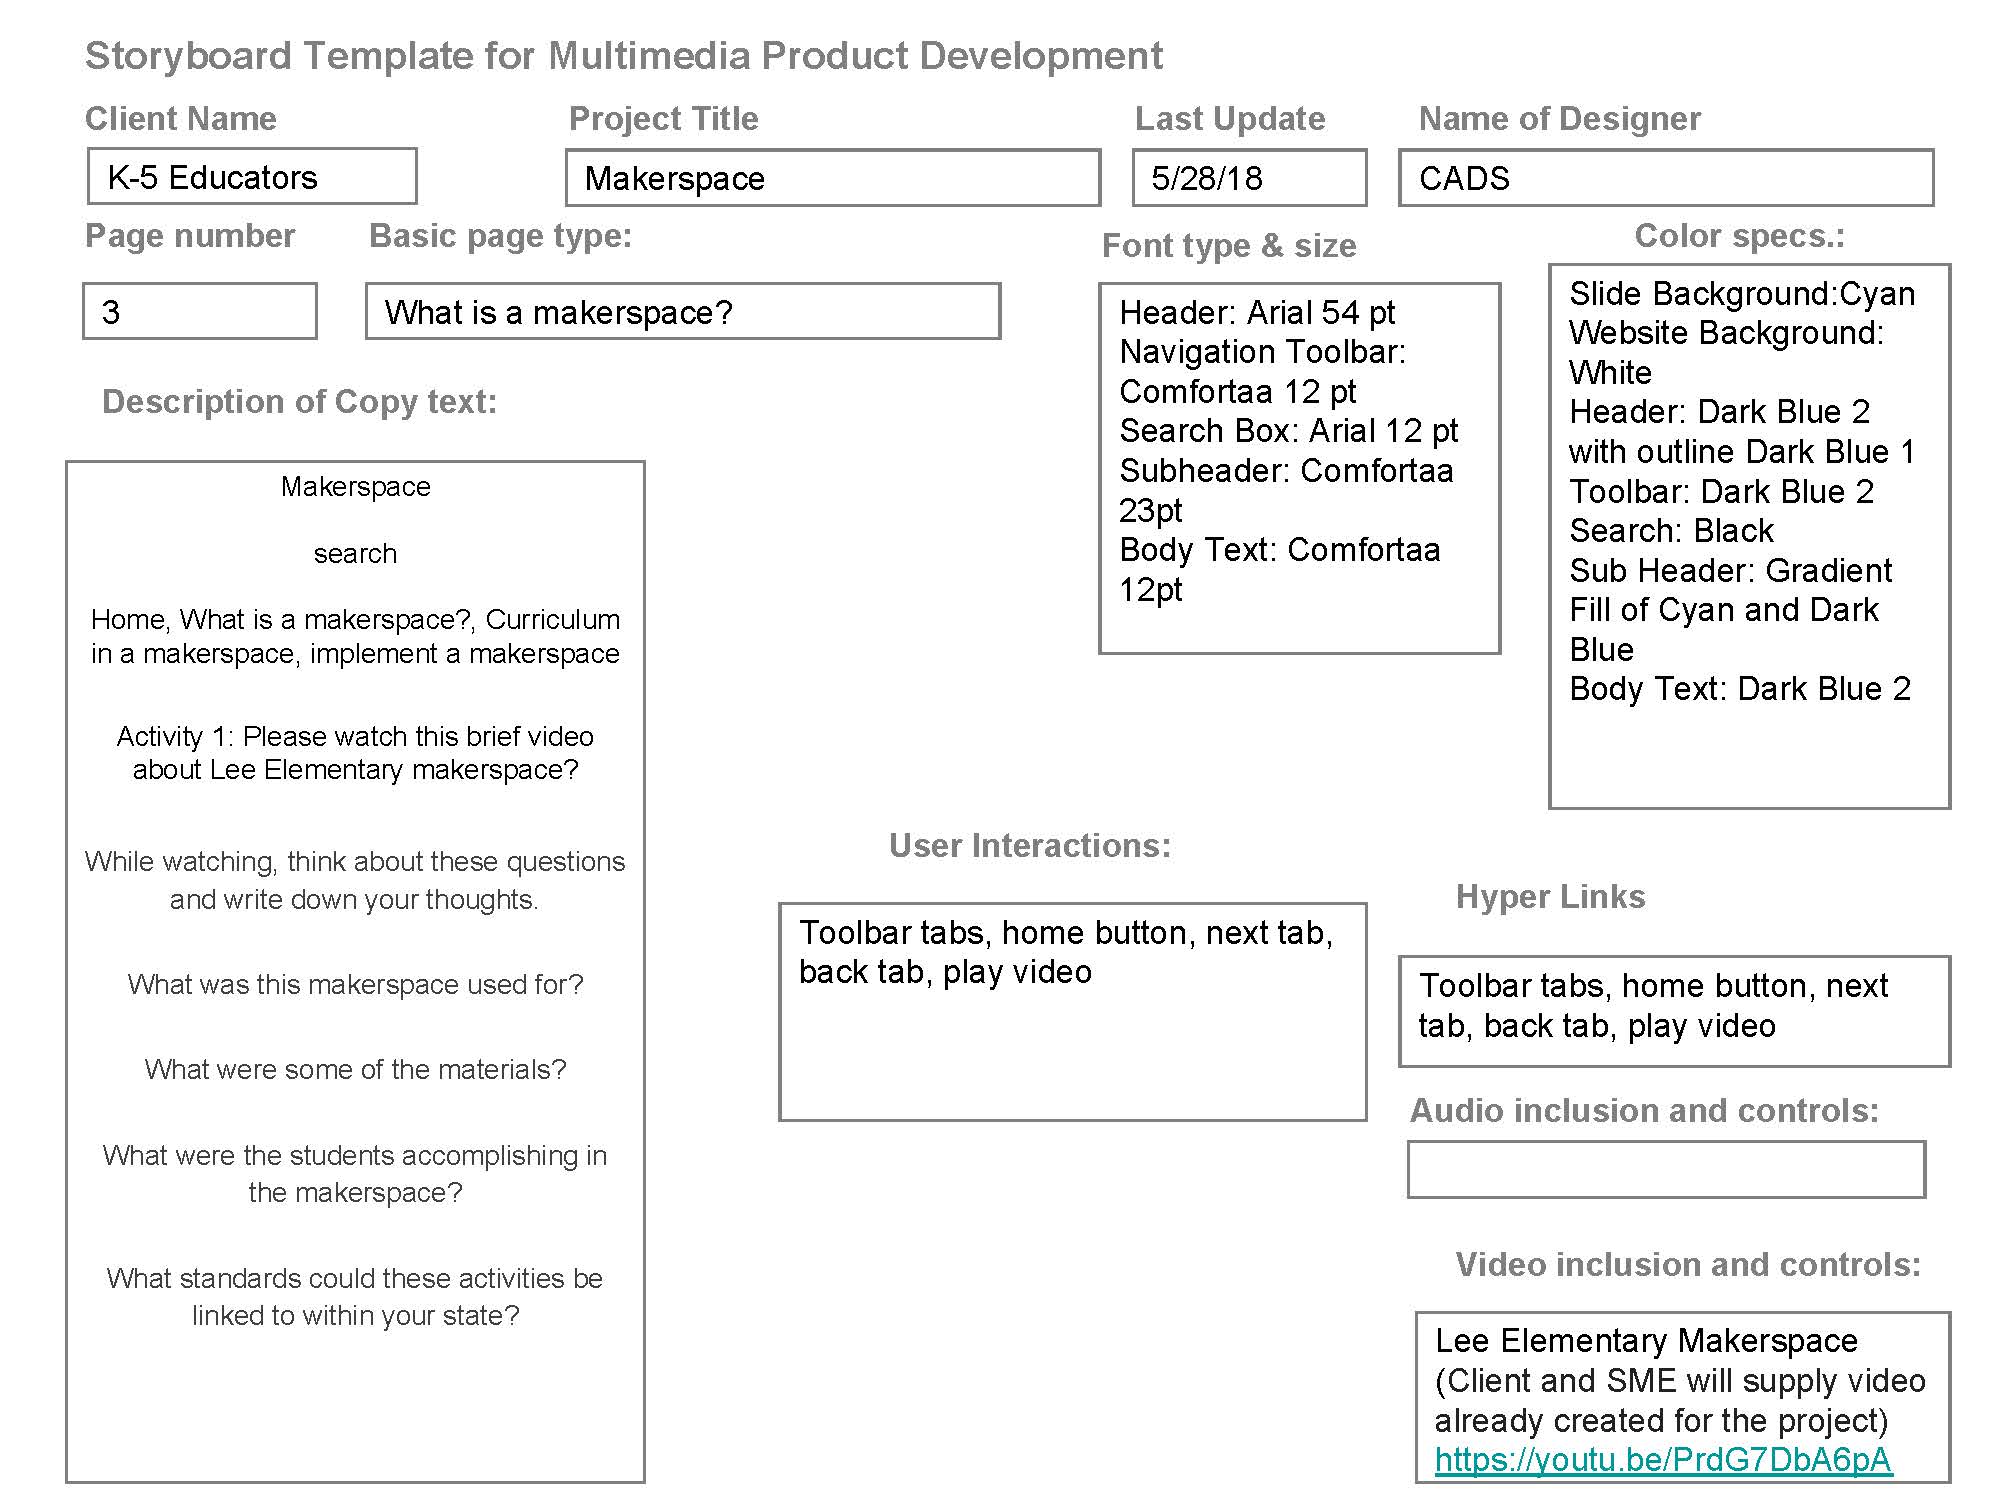 Storyboard Template for Multimedia Product Development
Client Name
Project Title
Last Update
Name of Designer
K-5 Educators
Makerspace
5/28/18
CADS
Page number
Basic page type:
Font type & size
Color specs.:
3
What is a makerspace?
Header: Arial 54 pt
Navigation Toolbar:
Comfortaa 12 pt
Search Box: Arial 12 pt
Subheader: Comfortaa
23pt
Body Text: Comfortaa
12pt
Slide Background:Cyan
Website Background:
White
Header: Dark Blue 2
with outline Dark Blue 1
Toolbar: Dark Blue 2
Search: Black
Sub Header: Gradient
Fill of Cyan and Dark
Blue
Body Text: Dark Blue 2
Description of Copy text:
Makerspace
search
Home, What is a makerspace?, Curriculum
in a makerspace, implement a makerspace
Activity 1: Please watch this brief video
about Lee Elementary makerspace?
While watching, think about these questions
and write down your thoughts.
What was this makerspace used for?
What were some of the materials?
What were the students accomplishing in
the makerspace?
What standards could these activities be
linked to within your state?
User Interactions:
Toolbar tabs, home button, next tab,
back tab, play video
Hyper Links
Toolbar tabs, home button, next
tab, back tab, play video
Audio inclusion and controls:
Video inclusion and controls:
Lee Elementary Makerspace
(Client and SME will supply video
already created for the project)
https://youtu.be/PrdG7DbA6pA